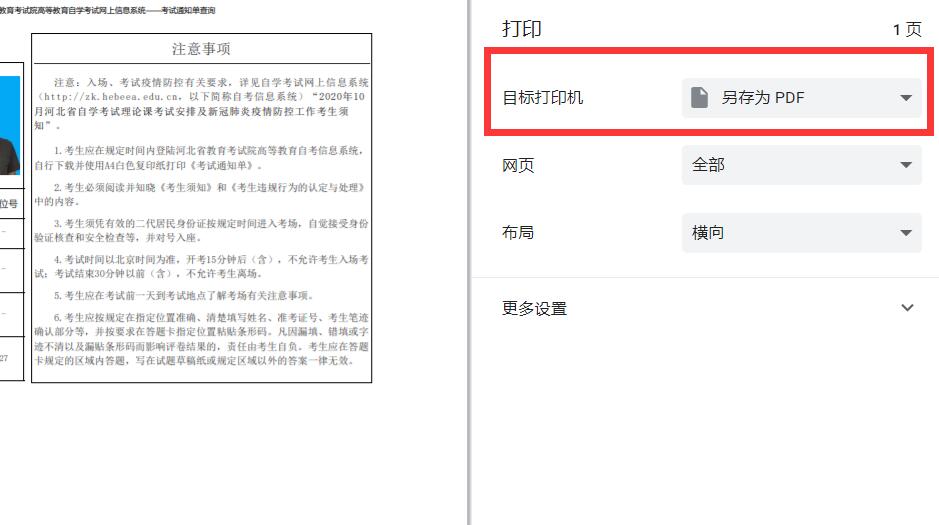 教育考试院高等教育自学考试网上信息系统——考试通知单查询
位号
27
注意事项
注意：入场、考试疫情防控有关要求，详见自学考试网上信息系统
（http://zk.hebeea.edu.cn，以下简称自考信息系统）“2020年10
月河北省自学考试理论课考试安排及新冠肺炎疫情防控工作考生须
知”。
1.考生应在规定时间内登陆河北省教育考试院高等教育自考信息系统，
自行下载并使用A4白色复印纸打印《考试通知单》。
2.考生必须阅读并知晓《考生须知》和《考生违规行为的认定与处理》
中的内容。
3.考生须凭有效的二代居民身份证按规定时间进入考场，自觉接受身份
验证核查和安全检查等，并对号入座。
4.考试时间以北京时间为准，开考15分钟后（含），不允许考生入场考
试；考试结束30分钟以前（含），不允许考生离场。
5.考生应在考试前一天到考试地点了解考场有关注意事项。
6.考生应按规定在指定位置准确、清楚填写姓名、准考证号、考生笔迹
确认部分等，并按要求在答题卡指定位置粘贴条形码。凡因漏填、错填或字
迹不清以及漏贴条形码而影响评卷结果的，责任由考生自负。考生应在答题
卡规定的区域内答题，写在试题草稿纸或规定区域以外的答案一律无效。
打印
1 页
目标打印机
另存为 PDF
网页
全部
布局
横向
更多设置